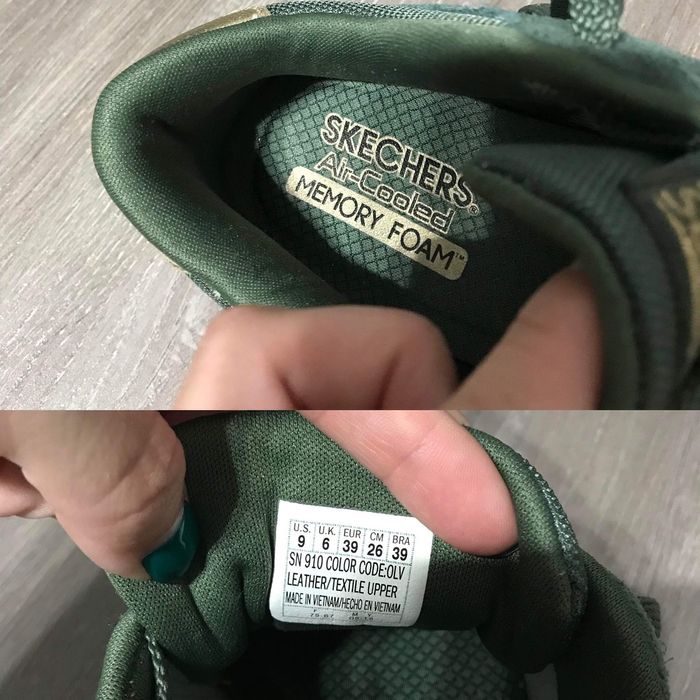 SKECHERS®
Air-Cooled
MEMORY FOAM™
U.S. U.K. EUR CM BRA
9 6 39 26 39
SN 910 COLOR CODE:OLV
LEATHER/TEXTILE UPPER
MADE IN VIETNAM/HECHO EN VIETNAM
F M Y